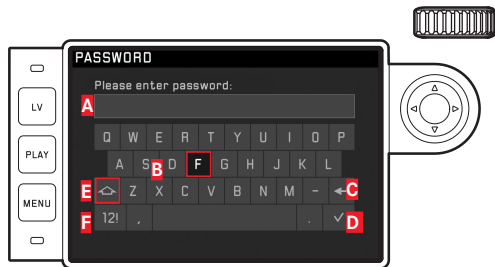 PASSWORD
Please enter password:
A
LV
Q W E R T Y U I O P
PLAY
A S D F G H J K L
B
E
Z X C V B N M -
C
MENU
F
12! , .
D